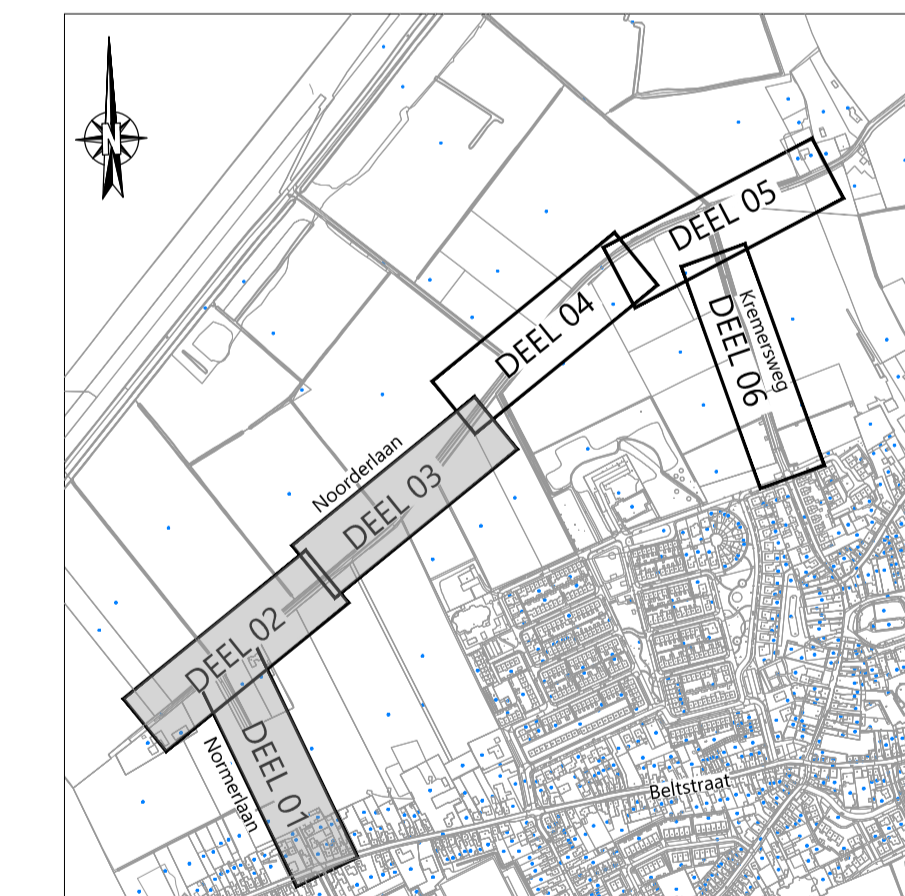 N
DEEL 05
DEEL 04
Kremersweg
DEEL 06
Noorderlaan
DEEL 03
DEEL 02
DEEL 01
Normerlaan
Beltstraat